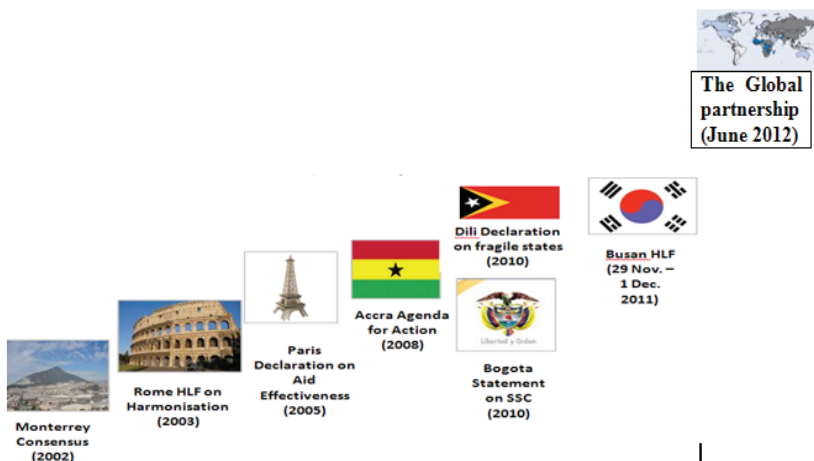 The Global
partnership
(June 2012)
Dili Declaration
on fragile states
(2010)
Busan HLF
(29 Nov. –
1 Dec.
2011)
Accra Agenda
for Action
(2008)
Libertad y Orden
Paris
Declaration on
Aid
Effectiveness
(2005)
Bogota
Statement
on SSC
(2010)
Rome HLF on
Harmonisation
(2003)
Monterrey
Consensus
(2002)